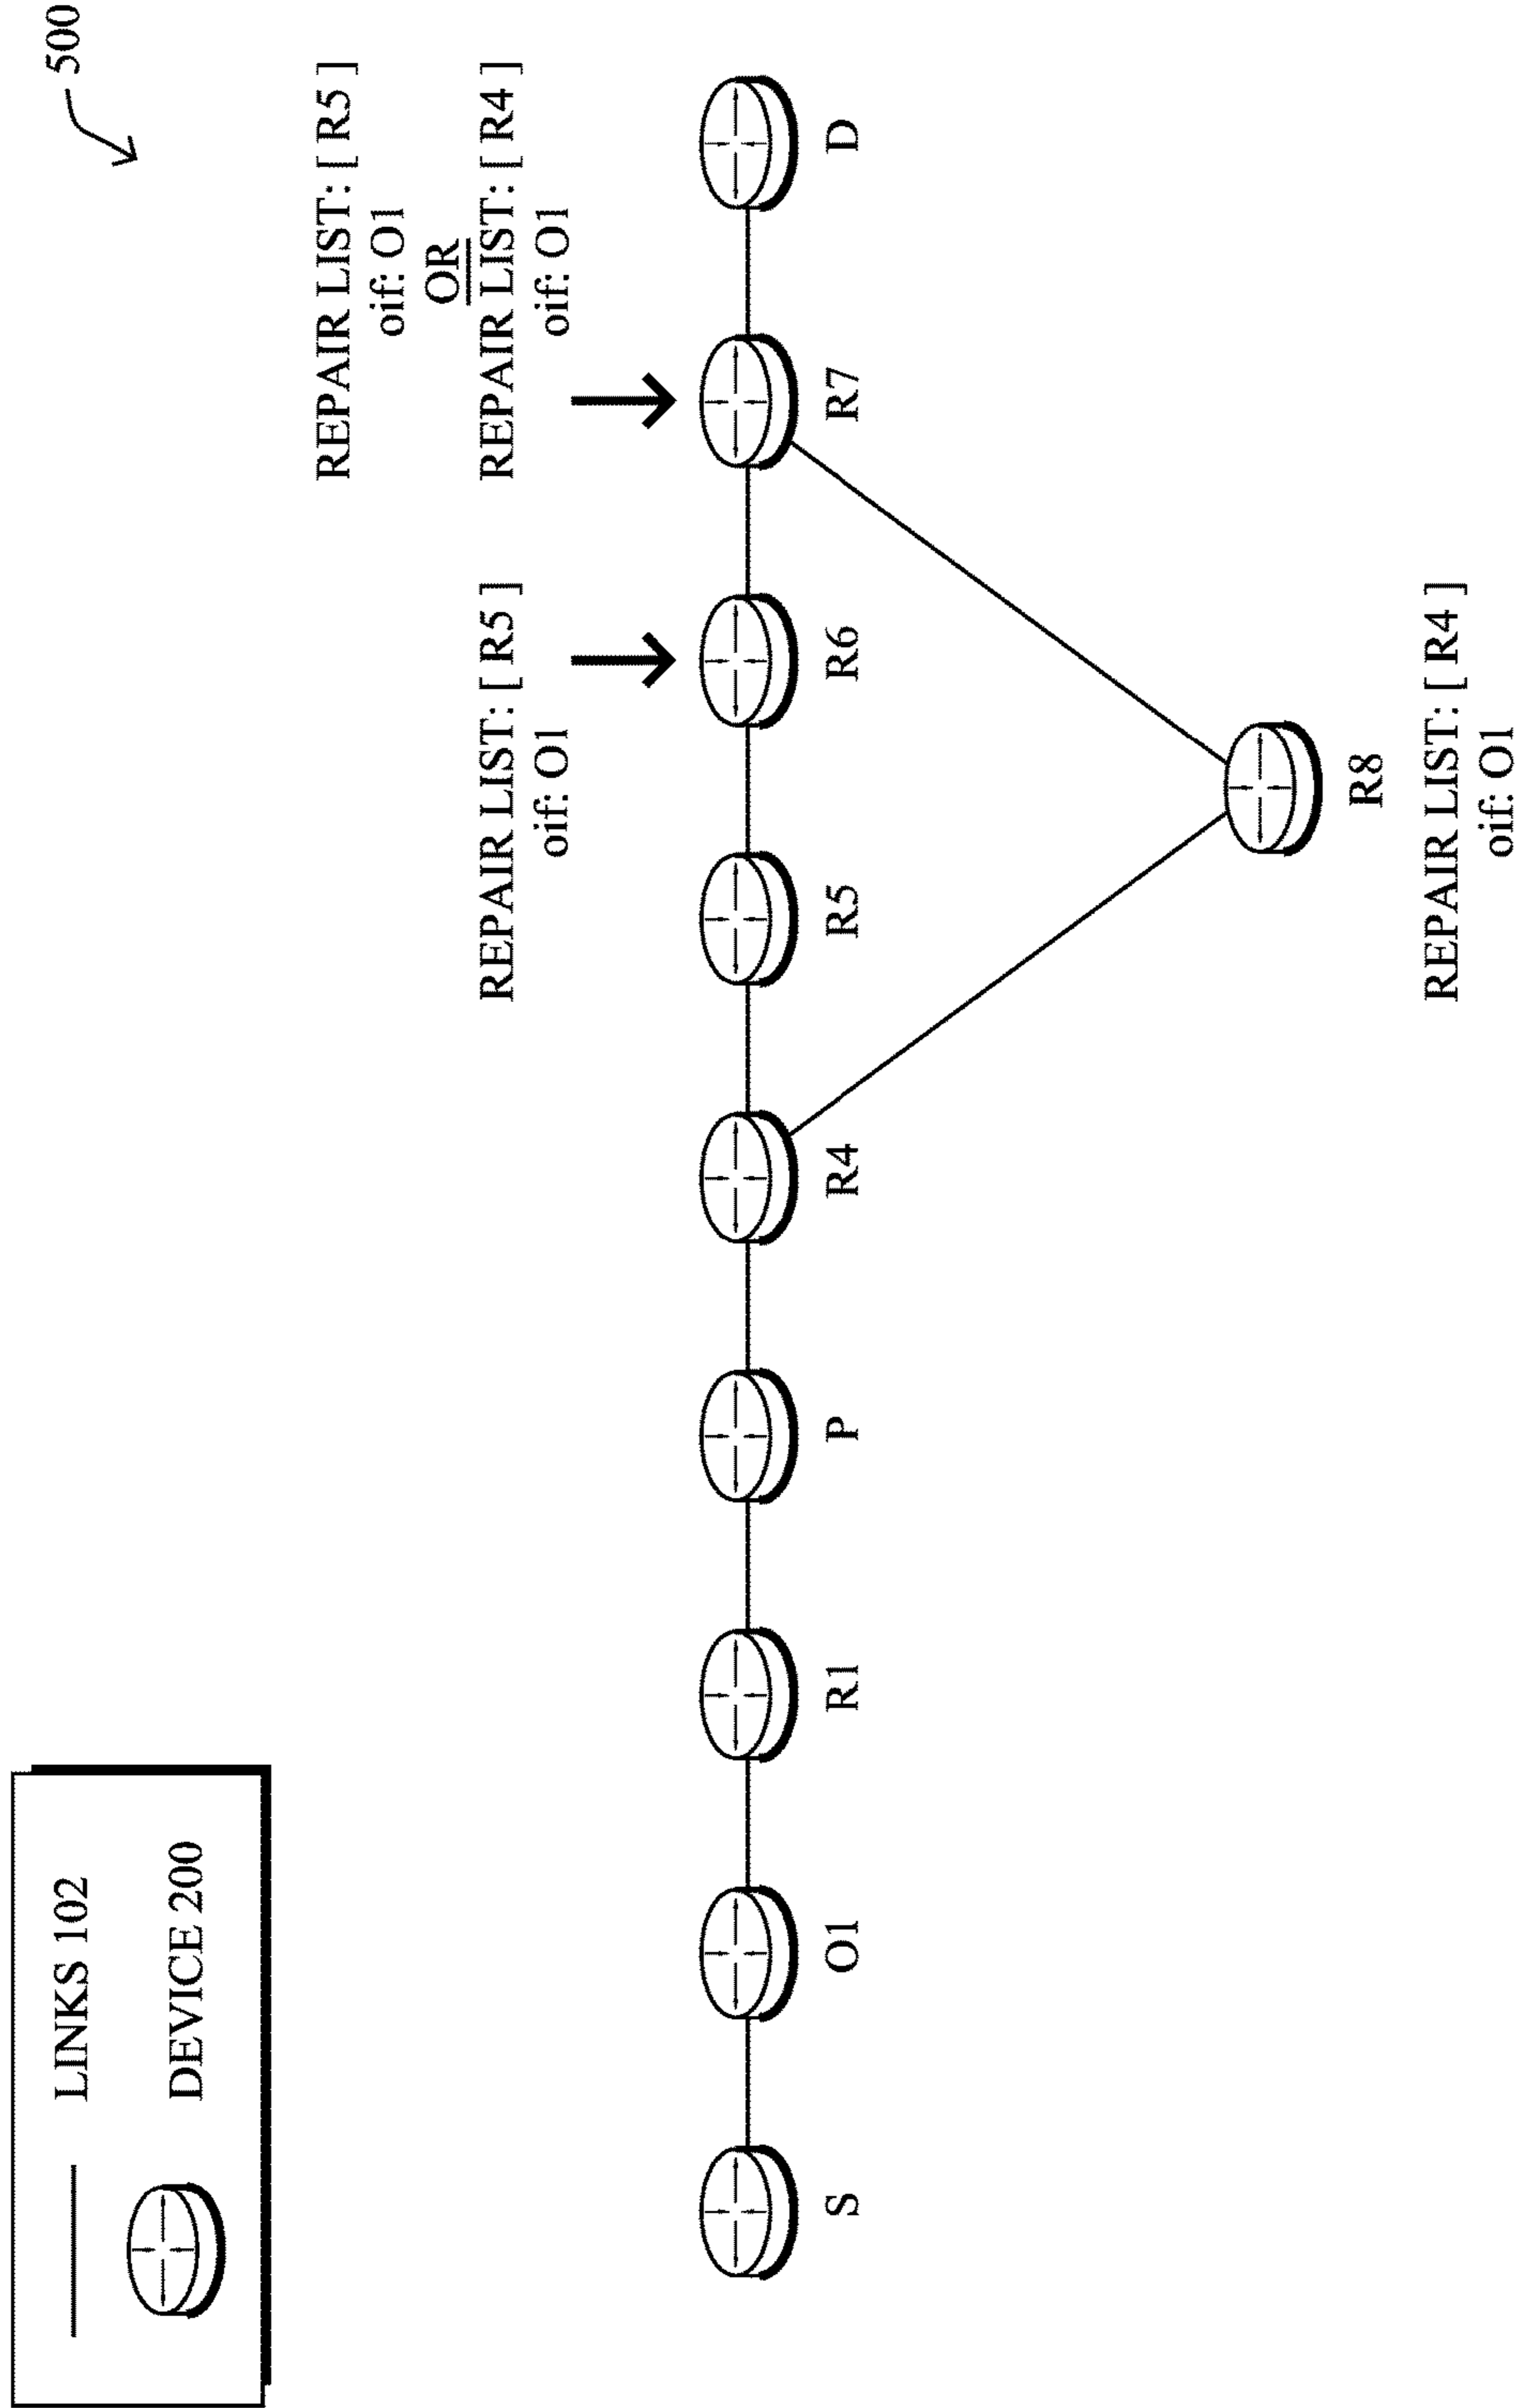 500
LINKS 102
DEVICE 200
REPAIR LIST: [ R5 ]
oif: O1
OR
REPAIR LIST: [ R4 ]
oif: O1
REPAIR LIST: [ R5 ]
oif: O1
S
O1
R1
P
R4
R5
R6
R7
D
R8
REPAIR LIST: [ R4 ]
oif: O1